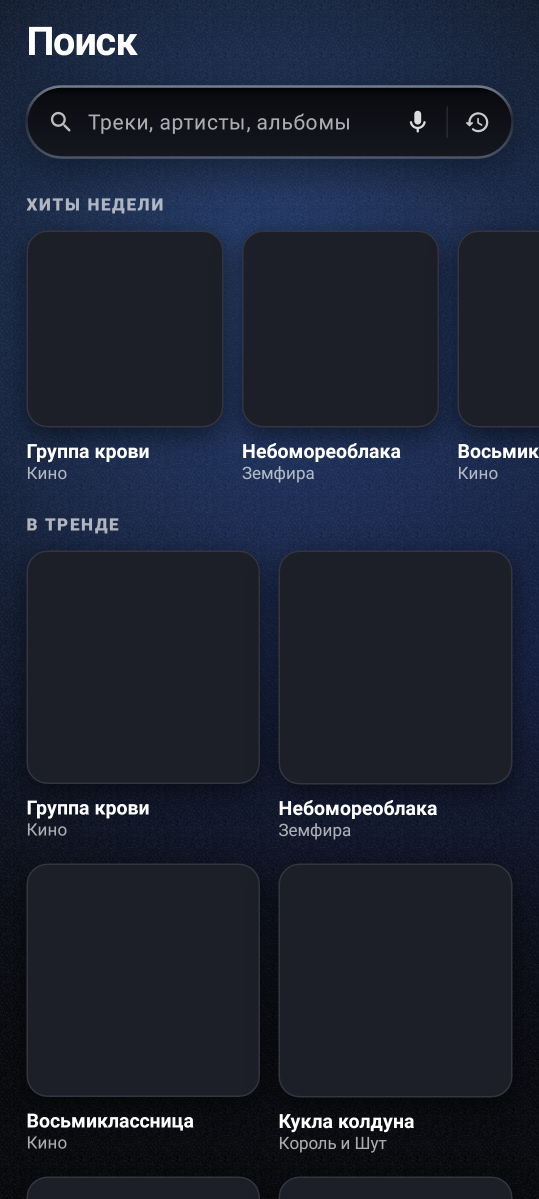 Поиск
Треки, артисты, альбомы
ХИТЫ НЕДЕЛИ
Группа крови
Кино
Небомореоблака
Земфира
Восьмик
Кино
В ТРЕНДЕ
Группа крови
Кино
Небомореоблака
Земфира
Восьмиклассница
Кино
Кукла колдуна
Король и Шут